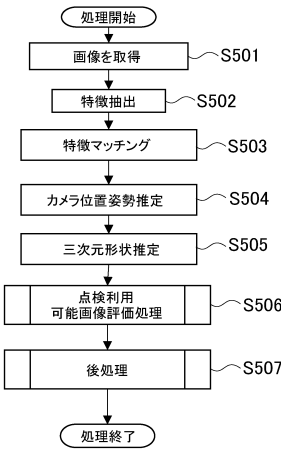 処理開始
画像を取得
S501
特徴抽出
S502
特徴マッチング
S503
カメラ位置姿勢推定
S504
三次元形状推定
S505
点検利用
可能画像評価処理
S506
後処理
S507
処理終了